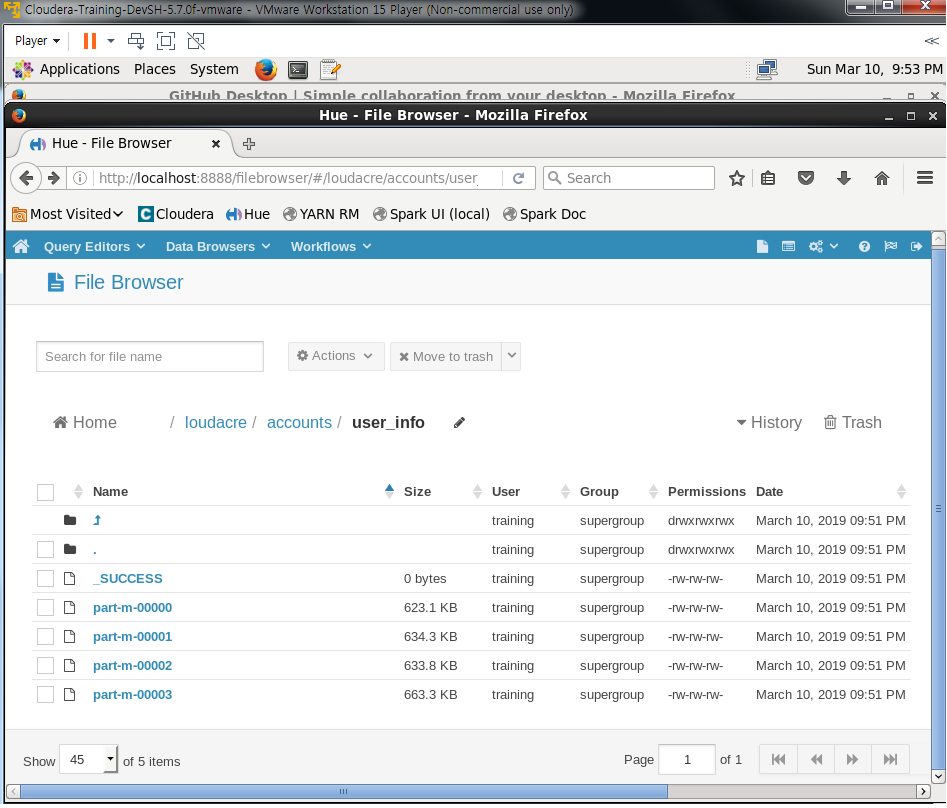 Cloudera-Training-DevSH-5.7.0f-vmware - VMware Workstation 15 Player (Non-commercial use only)
Player
Applications Places System Sun Mar 10, 9:53 PM
GitHub Desktop | Simple collaboration from your desktop - Mozilla Firefox
Hue - File Browser - Mozilla Firefox
Hue - File Browser
http://localhost:8888/filebrowser/#/loudacre/accounts/user_ Search
Most Visited Cloudera Hue YARN RM Spark UI (local) Spark Doc
Query Editors Data Browsers Workflows
File Browser
Search for file name Actions Move to trash
Home / loudacre / accounts / user_info History Trash
Name Size User Group Permissions Date
training supergroup drwxrwxrwx March 10, 2019 09:51 PM
. training supergroup drwxrwxrwx March 10, 2019 09:51 PM
_SUCCESS 0 bytes training supergroup -rw-rw-rw- March 10, 2019 09:51 PM
part-m-00000 623.1 KB training supergroup -rw-rw-rw- March 10, 2019 09:51 PM
part-m-00001 634.3 KB training supergroup -rw-rw-rw- March 10, 2019 09:51 PM
part-m-00002 633.8 KB training supergroup -rw-rw-rw- March 10, 2019 09:51 PM
part-m-00003 663.3 KB training supergroup -rw-rw-rw- March 10, 2019 09:51 PM
Show 45 of 5 items Page 1 of 1